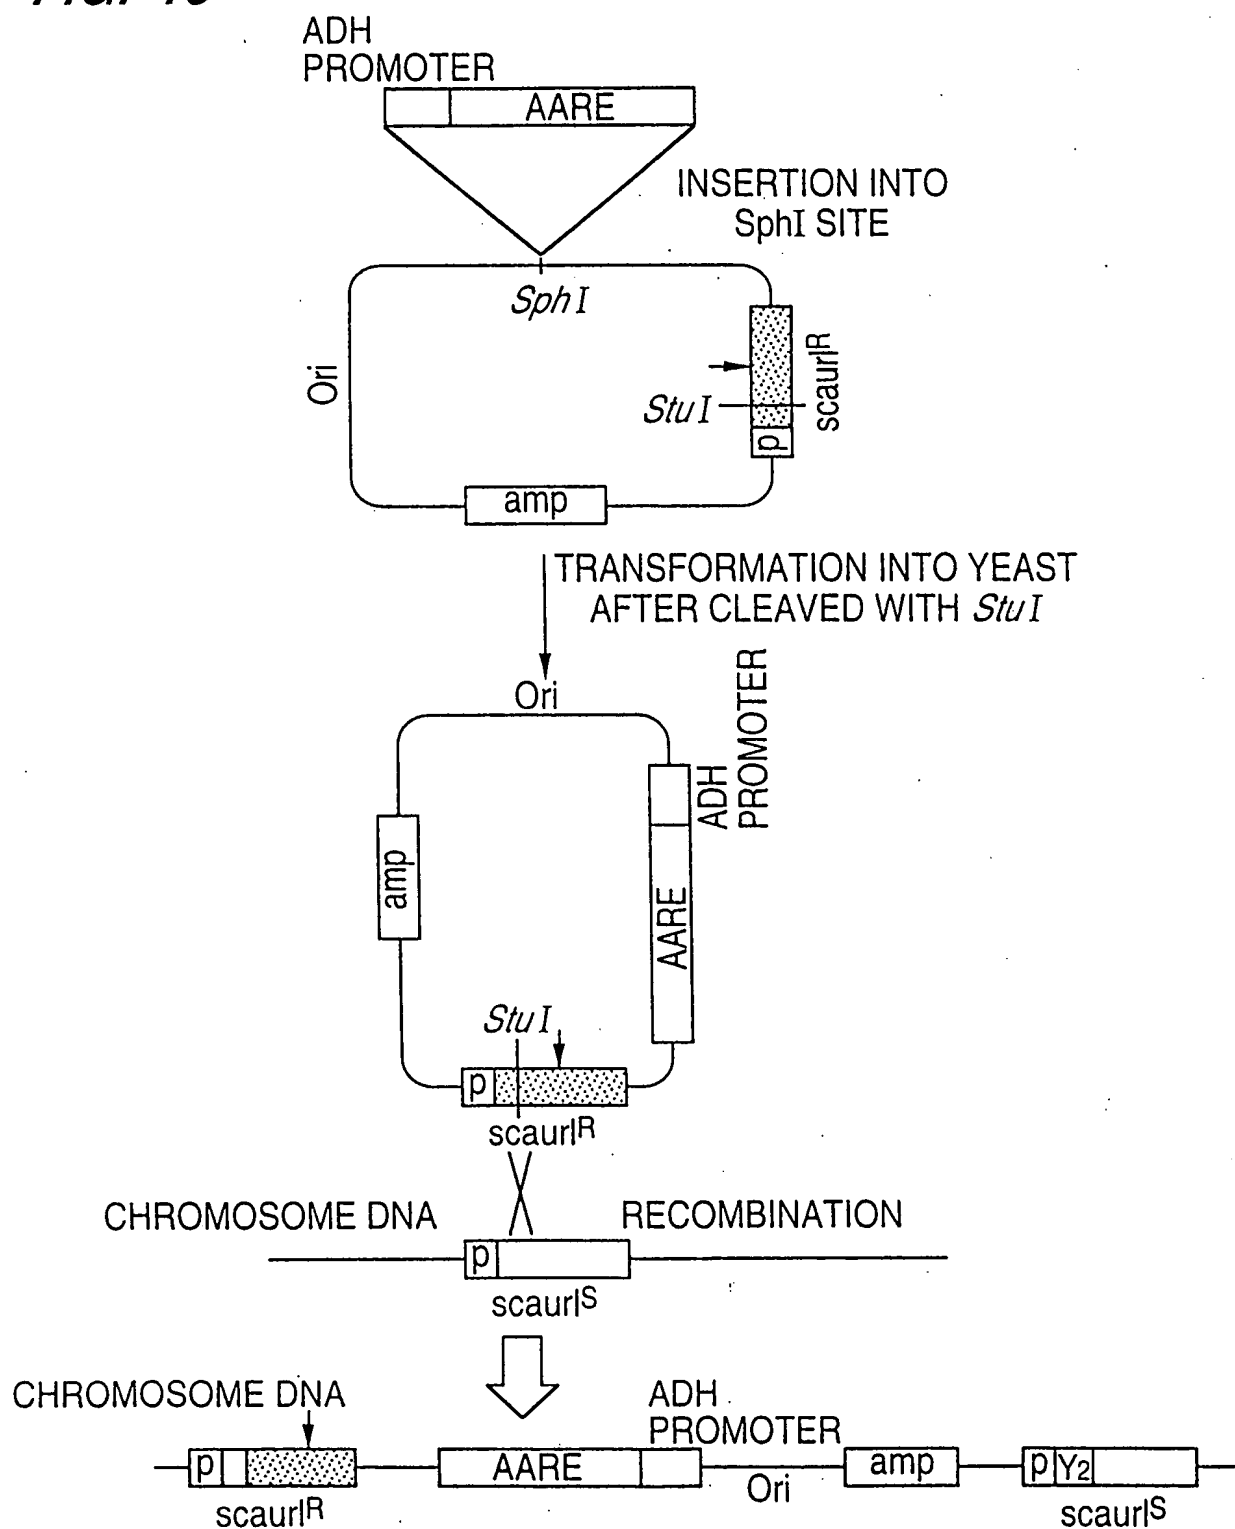 ADH
PROMOTER
AARE
INSERTION INTO
SphI SITE
SphI
Ori
StuI
scaurIR
p
amp
TRANSFORMATION INTO YEAST
AFTER CLEAVED WITH StuI
Ori
ADH
PROMOTER
amp
AARE
StuI
p
scaurIR
CHROMOSOME DNA
RECOMBINATION
p
scaurIS
CHROMOSOME DNA
ADH
PROMOTER
p
AARE
Ori
amp
p
Y2
scaurIR
scaurIS